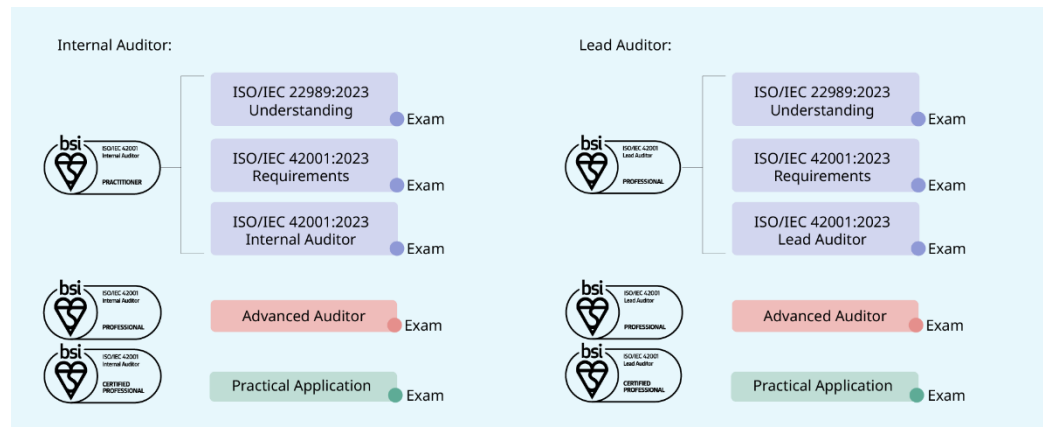 Internal Auditor:
ISO/IEC 22989:2023
Understanding
Exam
bsi
ISO/IEC 42001
Internal Auditor
PRACTITIONER
ISO/IEC 42001:2023
Requirements
Exam
ISO/IEC 42001:2023
Internal Auditor
Exam
bsi
ISO/IEC 42001
Internal Auditor
PROFESSIONAL
Advanced Auditor
Exam
bsi
ISO/IEC 42001
Internal Auditor
CERTIFIED
PROFESSIONAL
Practical Application
Exam
Lead Auditor:
ISO/IEC 22989:2023
Understanding
Exam
bsi
ISO/IEC 42001
Lead Auditor
PROFESSIONAL
ISO/IEC 42001:2023
Requirements
Exam
ISO/IEC 42001:2023
Lead Auditor
Exam
bsi
ISO/IEC 42001
Lead Auditor
PROFESSIONAL
Advanced Auditor
Exam
bsi
ISO/IEC 42001
Lead Auditor
CERTIFIED
PROFESSIONAL
Practical Application
Exam